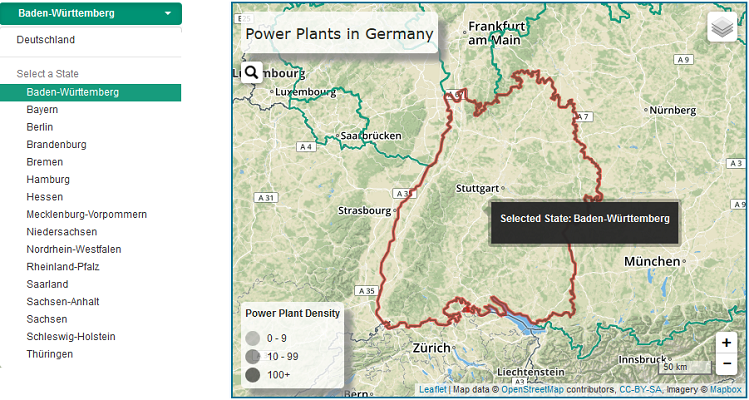 Baden-Württemberg
Deutschland
Select a State
Baden-Württemberg
Bayern
Berlin
Brandenburg
Bremen
Hamburg
Hessen
Mecklenburg-Vorpommern
Niedersachsen
Nordrhein-Westfalen
Rheinland-Pfalz
Saarland
Sachsen-Anhalt
Sachsen
Schleswig-Holstein
Thüringen
Power Plants in Germany
Frankfurt
am Main
Luxembourg
A 9
A 67
Nürnberg
A 7
Saarbrücken
A 4
Stuttgart
A 31
A 35
Strasbourg
Selected State: Baden-Württemberg
München
A 35
Power Plant Density
0 - 9
10 - 99
100+
Zürich
+
−
Innsbruck
50 km
Liechtenstein
A 3
Bern
Leaflet | Map data © OpenStreetMap contributors, CC-BY-SA, Imagery © Mapbox